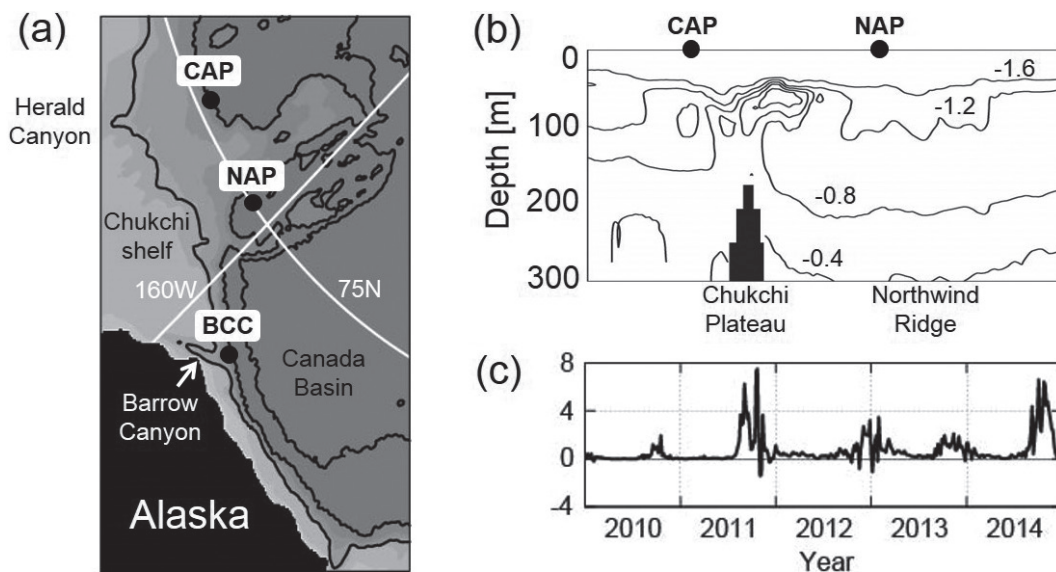 (a)
CAP
Herald
Canyon
NAP
Chukchi
shelf
160W
75N
BCC
Canada
Basin
Barrow
Canyon
Alaska
(b)
CAP
NAP
Depth [m]
0
100
200
300
-1.6
-1.2
-0.8
-0.4
Chukchi
Plateau
Northwind
Ridge
(c)
8
4
0
-4
2010 2011 2012 2013 2014
Year